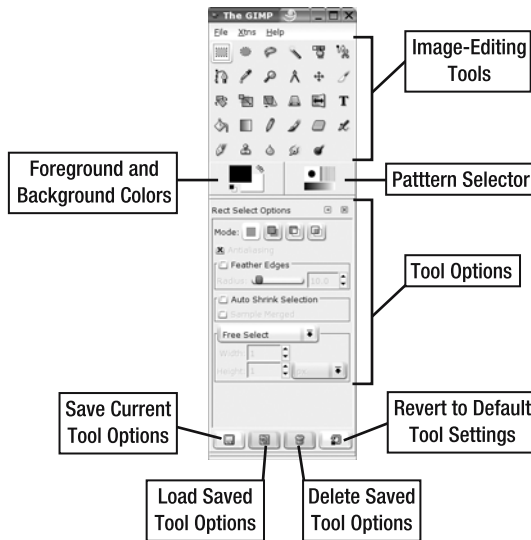 The GIMP
File Xtns Help
Image-Editing
Tools
T
Foreground and
Background Colors
Patttern Selector
Rect Select Options
Mode:
Antialiasing
Feather Edges
Radius: 10.0
Tool Options
Auto Shrink Selection
Sample Merged
Free Select
Width 1
Height 1
Save Current
Tool Options
Revert to Default
Tool Settings
Load Saved
Tool Options
Delete Saved
Tool Options